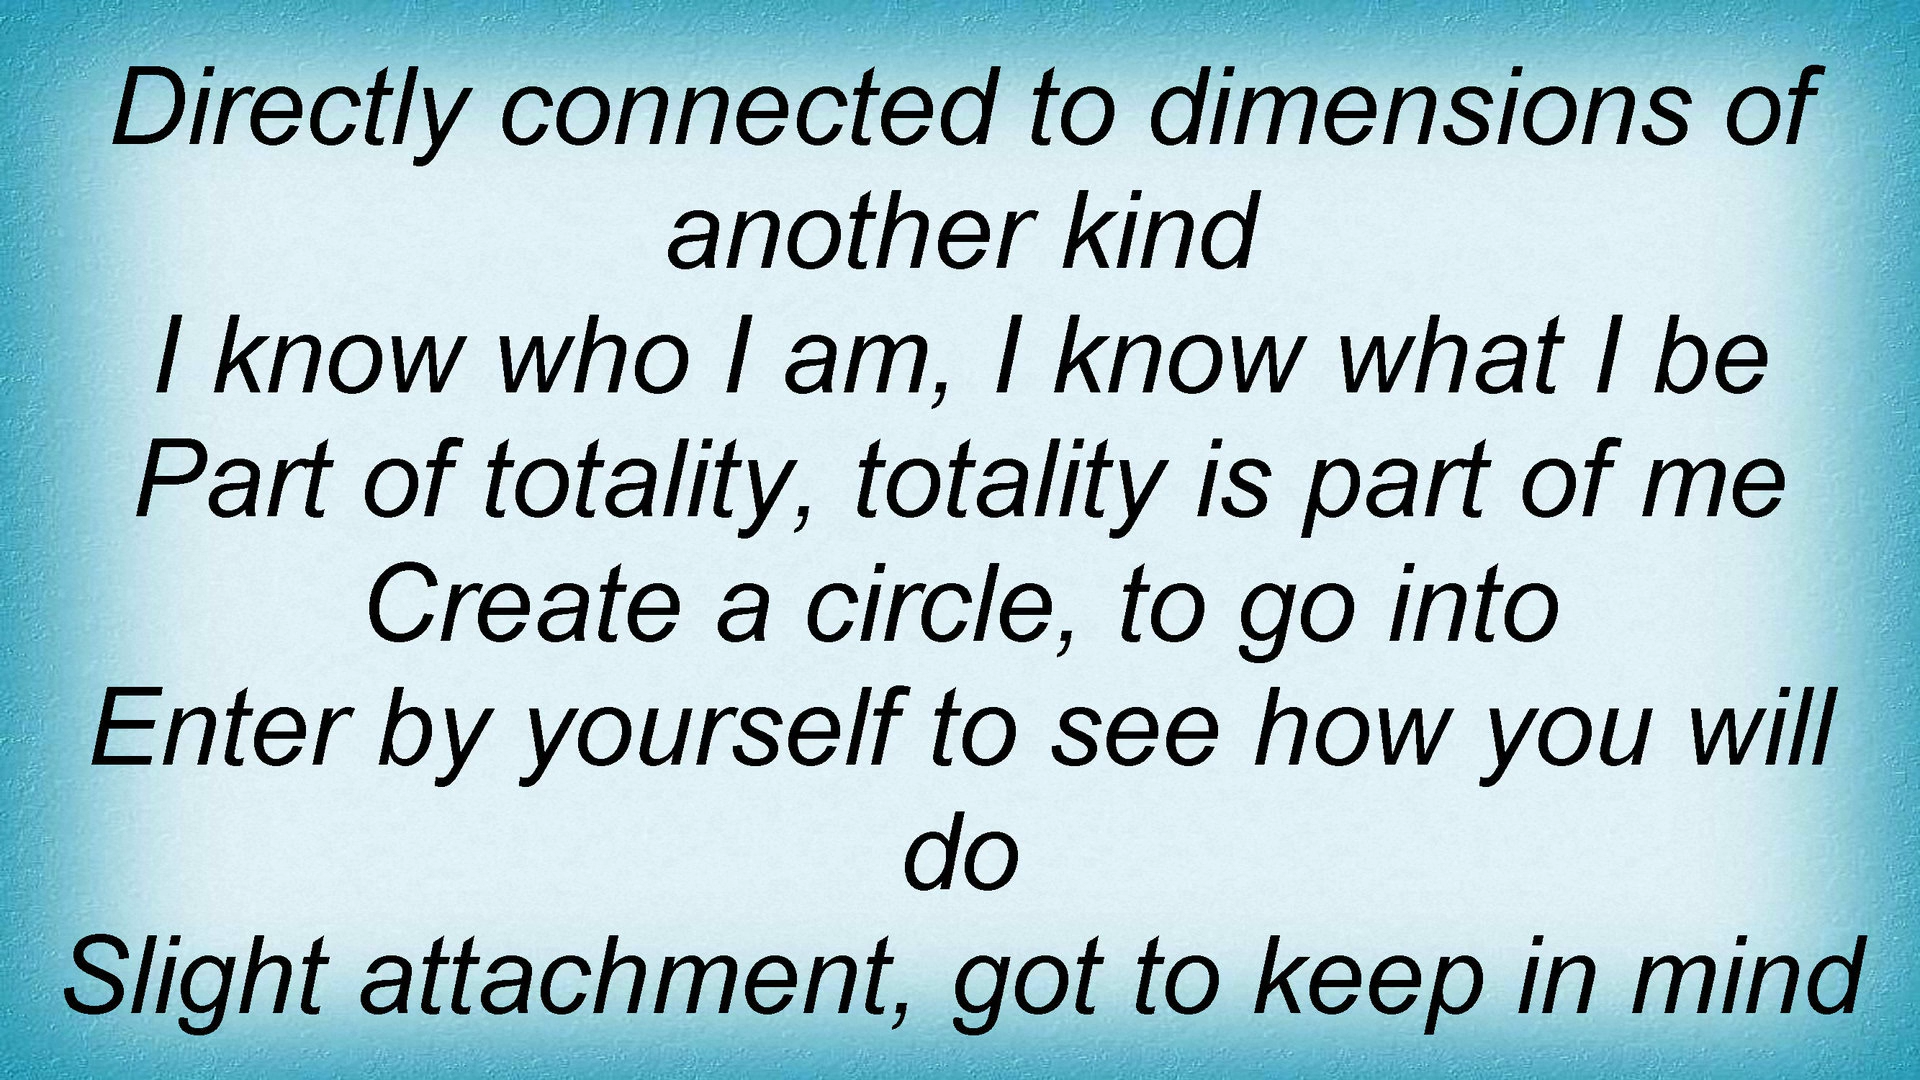 Directly connected to dimensions of
another kind
I know who I am, I know what I be
Part of totality, totality is part of me
Create a circle, to go into
Enter by yourself to see how you will
do
Slight attachment, got to keep in mind